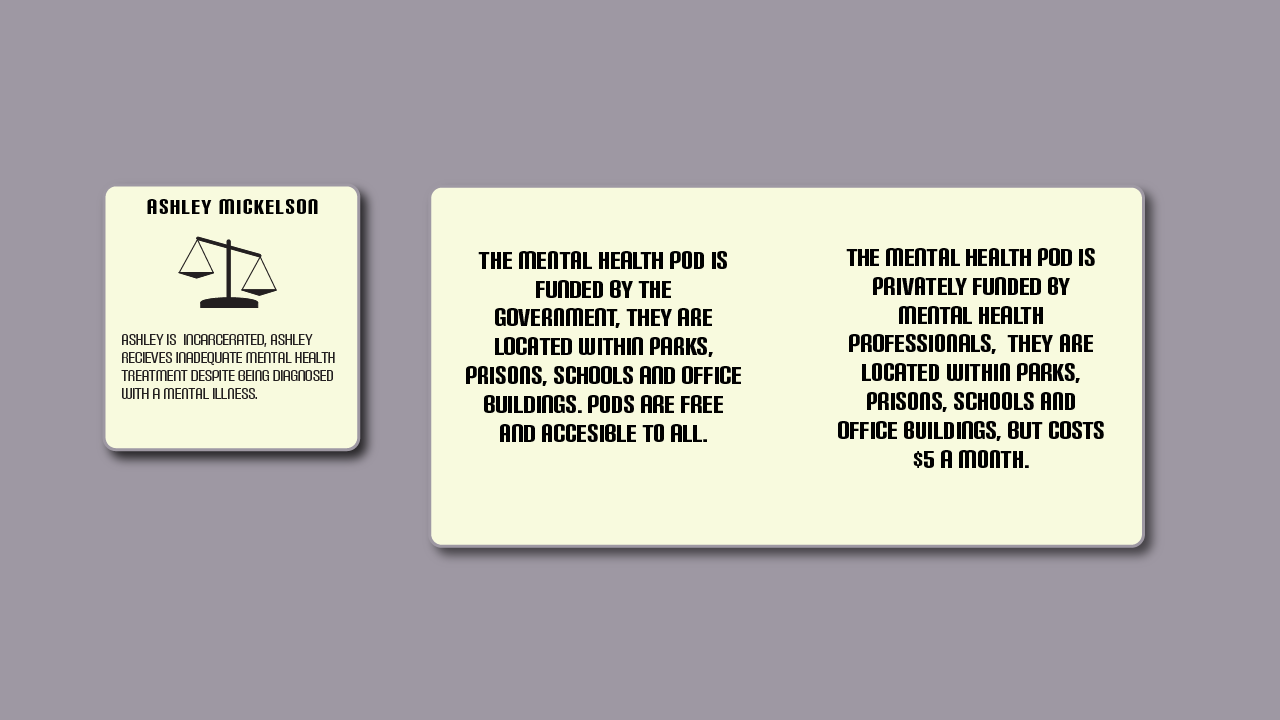 ASHLEY MICKELSON
ASHLEY IS INCARCERATED, ASHLEY
RECIEVES INADEQUATE MENTAL HEALTH
TREATMENT DESPITE BEING DIAGNOSED
WITH A MENTAL ILLNESS.
THE MENTAL HEALTH POD IS
FUNDED BY THE
GOVERNMENT, THEY ARE
LOCATED WITHIN PARKS,
PRISONS, SCHOOLS AND OFFICE
BUILDINGS. PODS ARE FREE
AND ACCESIBLE TO ALL.
THE MENTAL HEALTH POD IS
PRIVATELY FUNDED BY
MENTAL HEALTH
PROFESSIONALS, THEY ARE
LOCATED WITHIN PARKS,
PRISONS, SCHOOLS AND
OFFICE BUILDINGS, BUT COSTS
$5 A MONTH.